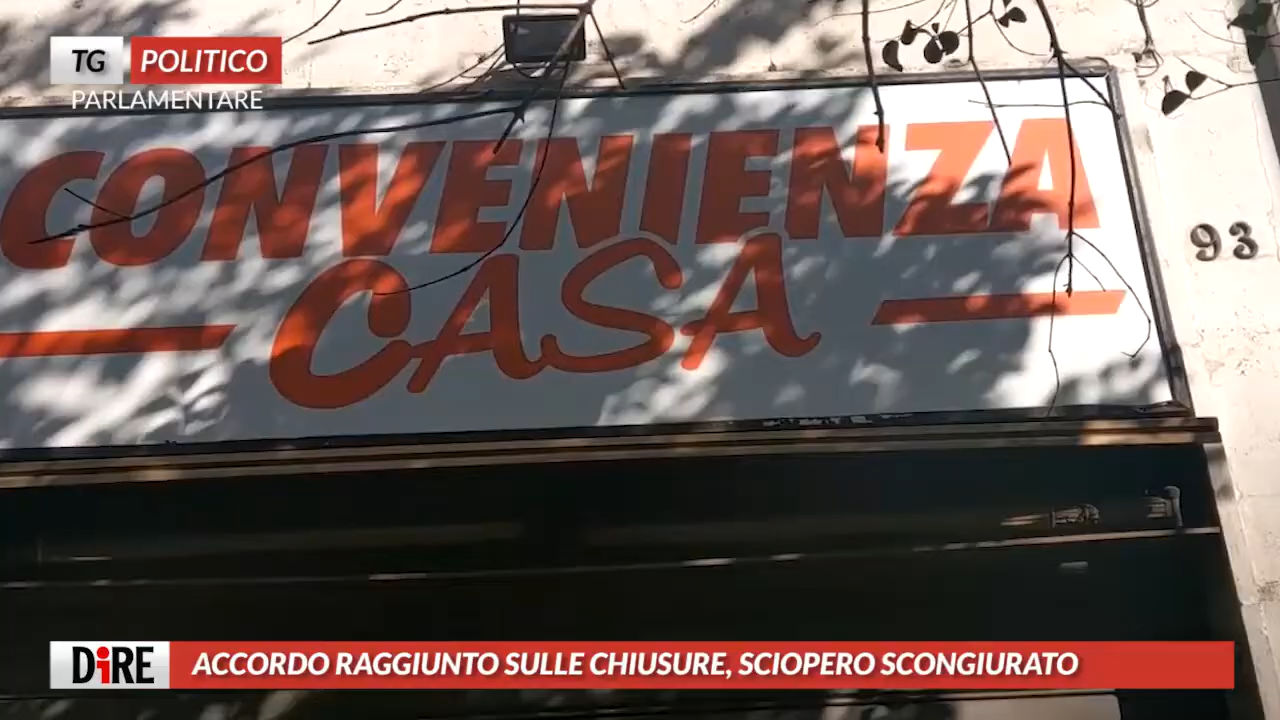 TG POLITICO
PARLAMENTARE
CONVENIENZA
CASA
93
DiRE
ACCORDO RAGGIUNTO SULLE CHIUSURE, SCIOPERO SCONGIURATO